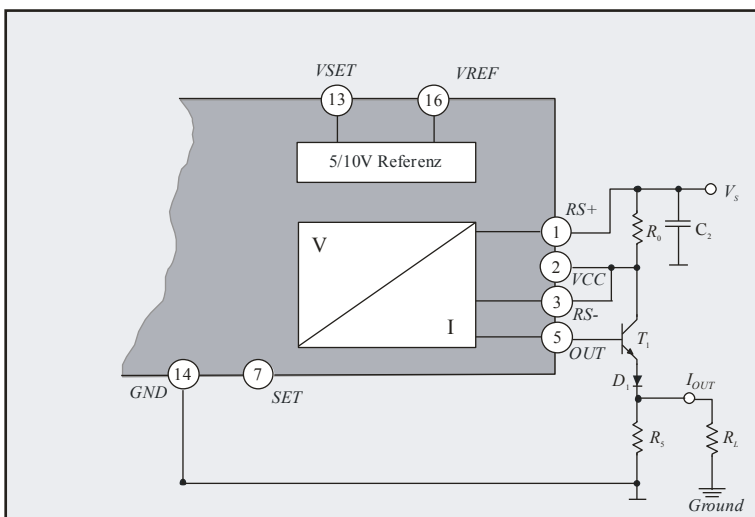 VSET
VREF
13
16
5/10V Referenz
V_S
RS+
1
R_0
C_2
V
2
VCC
3
RS-
I
5
OUT
T_1
14
7
GND
SET
D_1
I_OUT
R_5
R_L
Ground